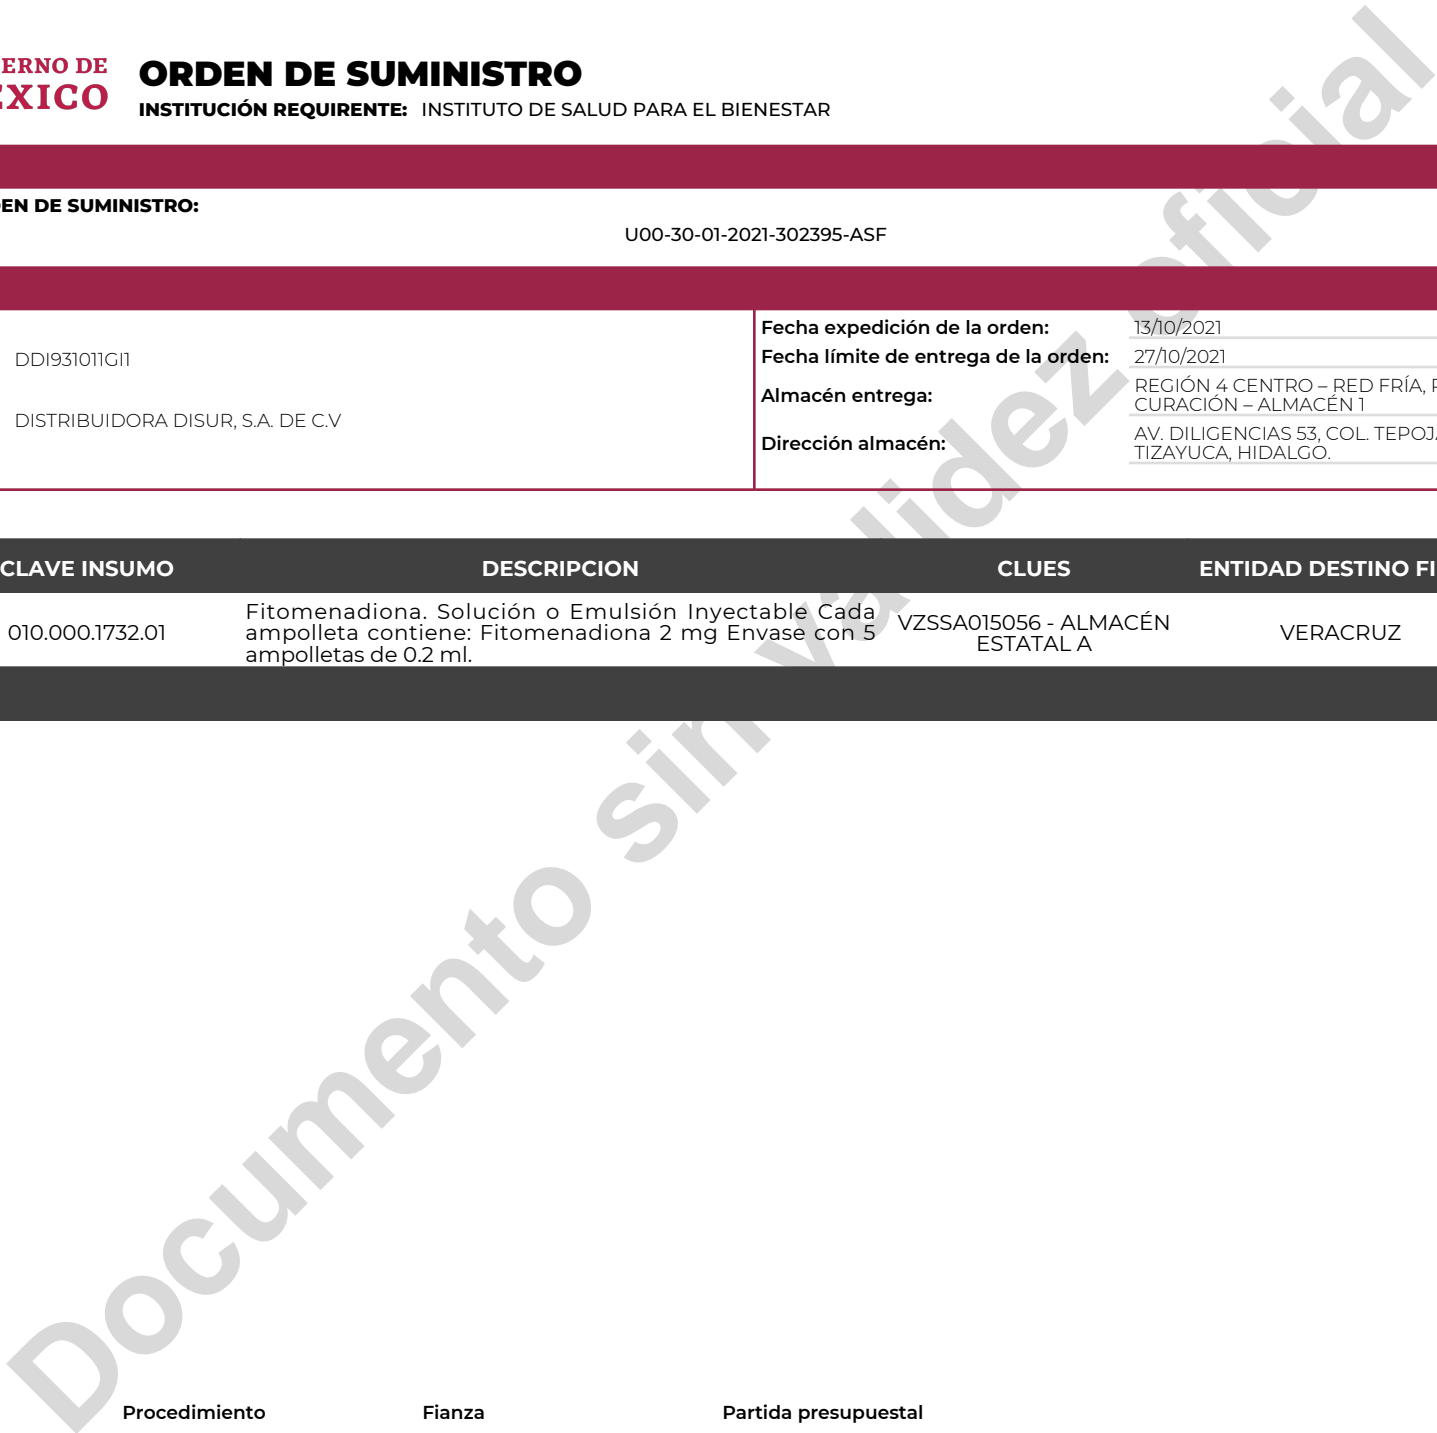 ERNO DE
ORDEN DE SUMINISTRO
INSTITUCIÓN REQUIRENTE: INSTITUTO DE SALUD PARA EL BIENESTAR
EN DE SUMINISTRO:
U00-30-01-2021-302395-ASF
DDI931011GI1
DISTRIBUIDORA DISUR, S.A. DE C.V
Fecha expedición de la orden: 13/10/2021
Fecha límite de entrega de la orden: 27/10/2021
Almacén entrega: REGIÓN 4 CENTRO – RED FRÍA,
CURACIÓN – ALMACÉN 1
Dirección almacén: AV. DILIGENCIAS 53, COL. TEPOJ
TIZAYUCA, HIDALGO.
CLAVE INSUMO DESCRIPCION CLUES ENTIDAD DESTINO FI
010.000.1732.01
Fitomenadiona. Solución o Emulsión Inyectable Cada
ampolleta contiene: Fitomenadiona 2 mg Envase con 5
ampolletas de 0.2 ml.
VZSSA015056 - ALMACÉN
ESTATAL A
VERACRUZ
Documento sin validez oficial
Procedimiento Fianza Partida presupuestal